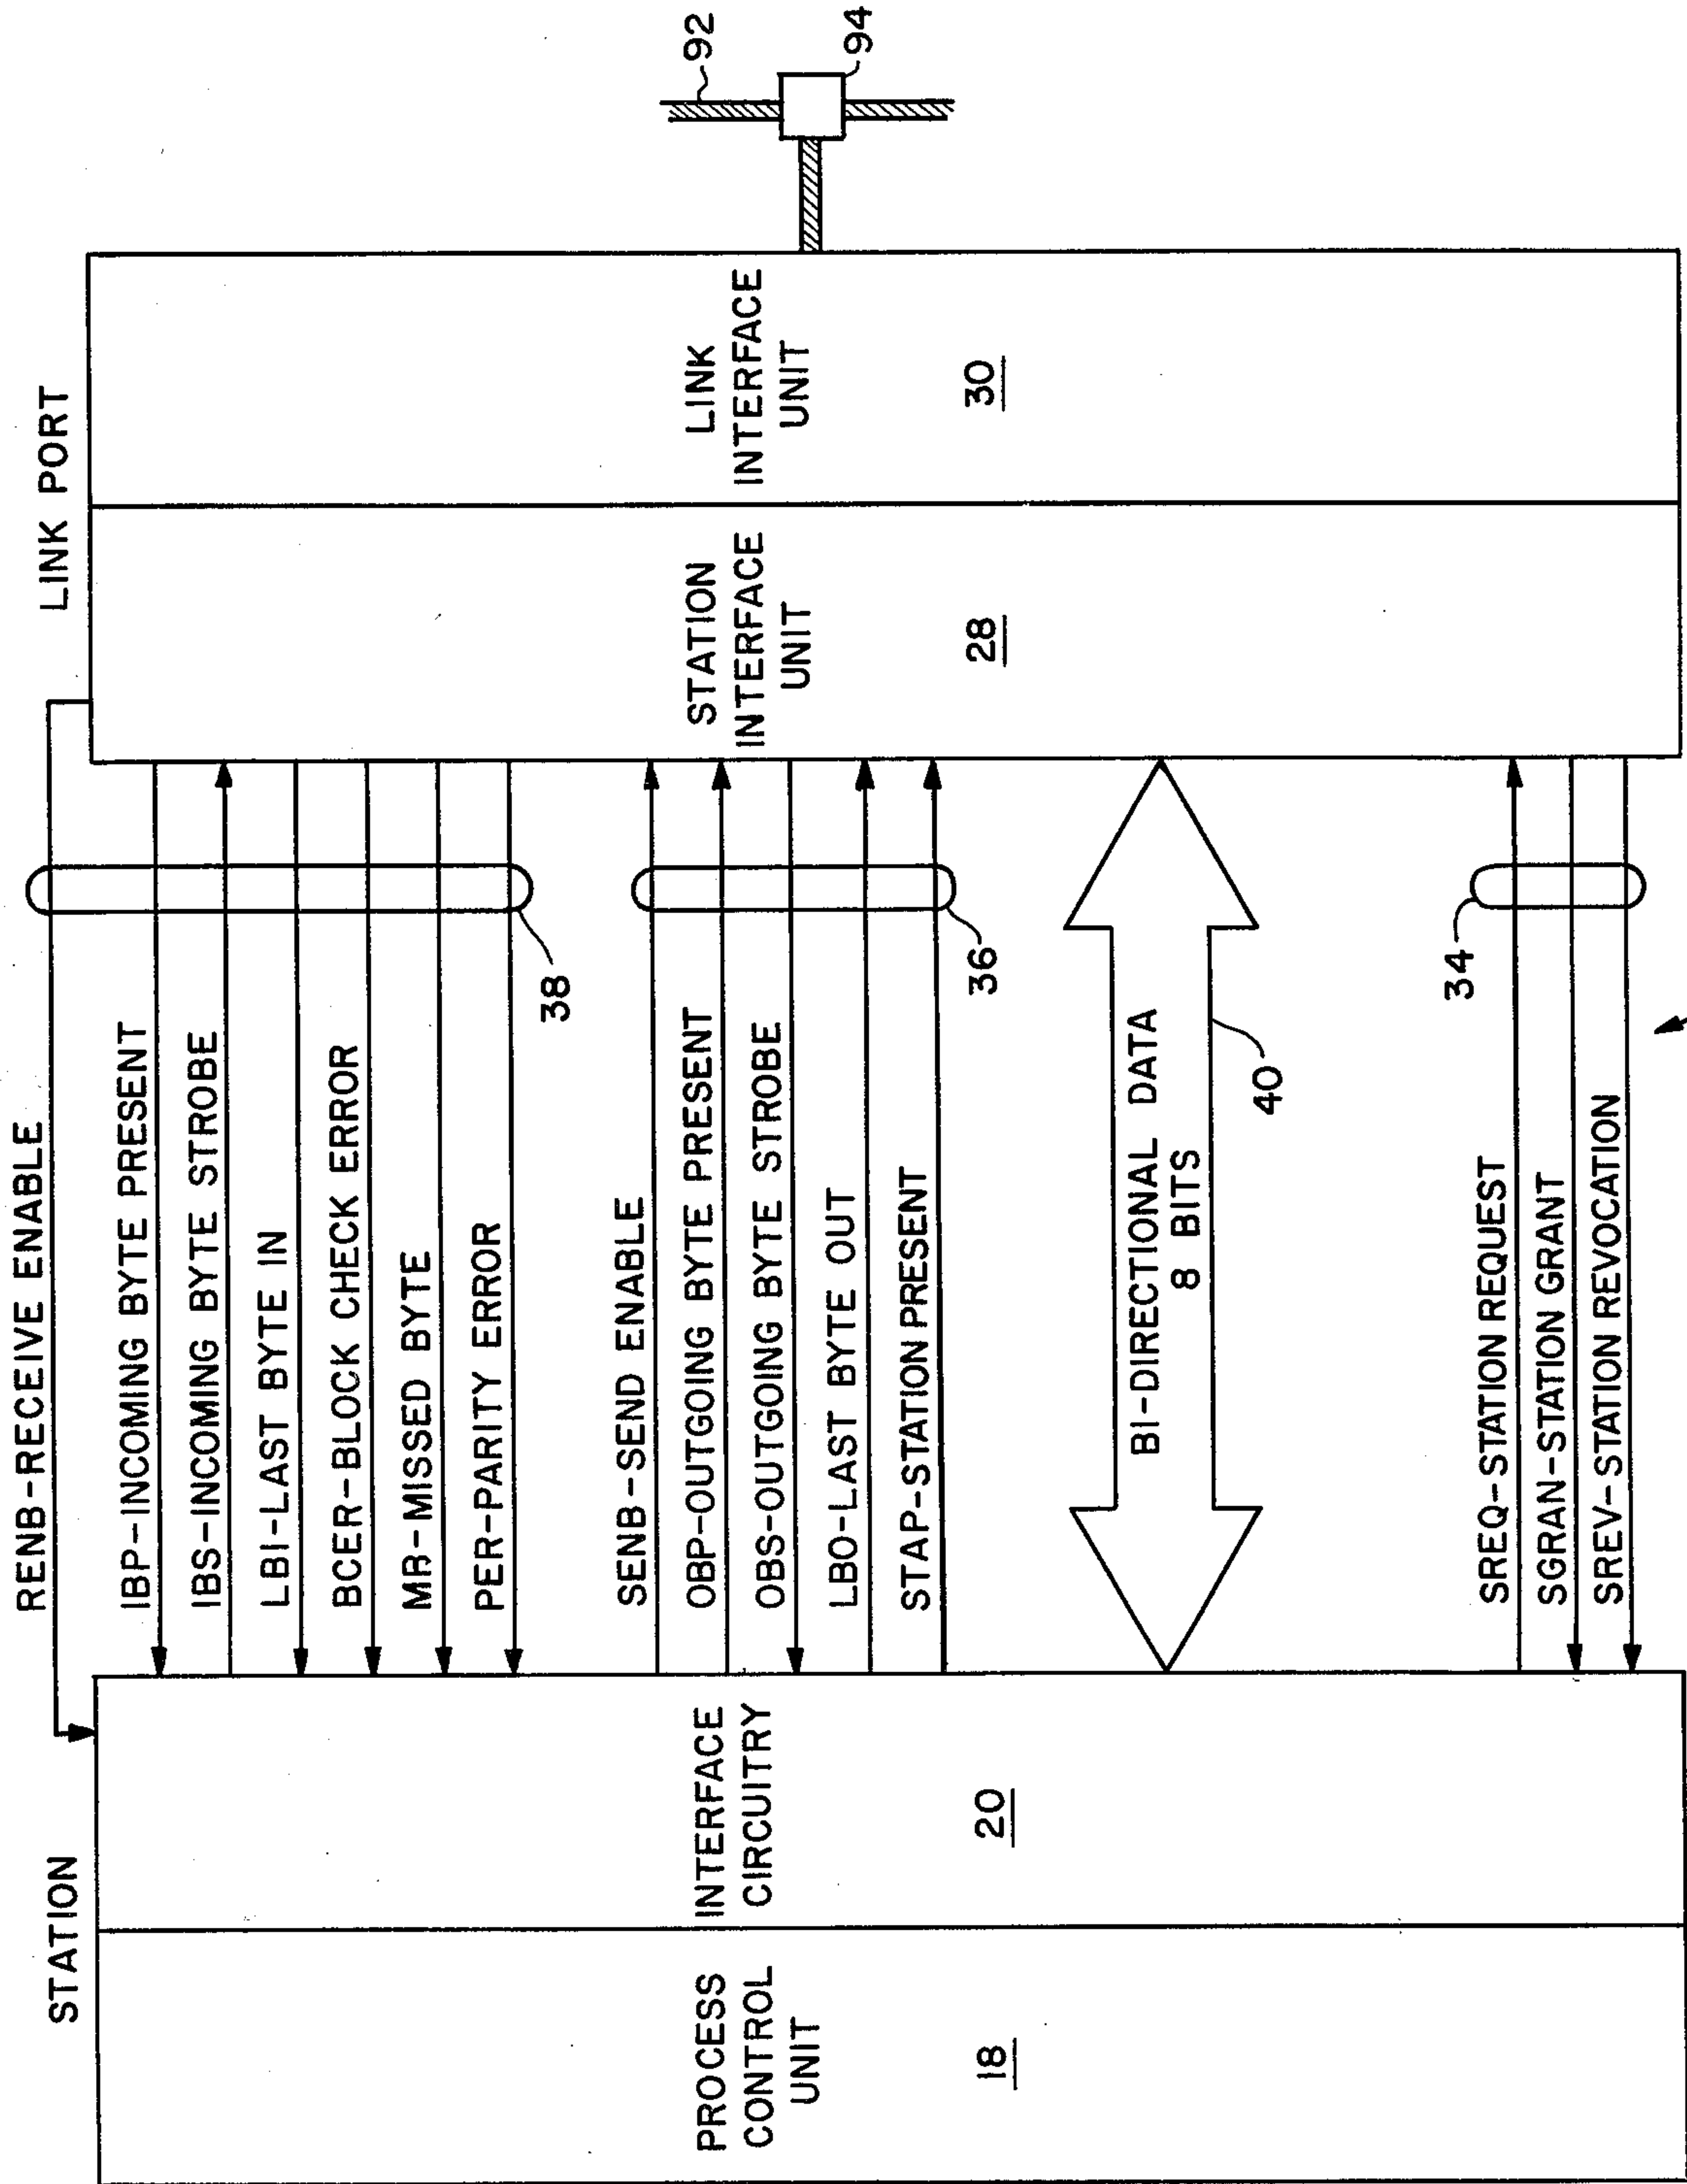 STATION
LINK PORT
RENB-RECEIVE ENABLE
IBP-INCOMING BYTE PRESENT
IBS-INCOMING BYTE STROBE
LBI-LAST BYTE IN
BCER-BLOCK CHECK ERROR
MR-MISSED BYTE
PER-PARITY ERROR
38
PROCESS
CONTROL
UNIT
18
INTERFACE
CIRCUITRY
20
SENB-SEND ENABLE
OBP-OUTGOING BYTE PRESENT
OBS-OUTGOING BYTE STROBE
LBO-LAST BYTE OUT
STAP-STATION PRESENT
36
STATION
INTERFACE
UNIT
28
LINK
INTERFACE
UNIT
30
92
94
BI-DIRECTIONAL DATA
8 BITS
40
34
SREQ-STATION REQUEST
SGRAN-STATION GRANT
SREV-STATION REVOCATION